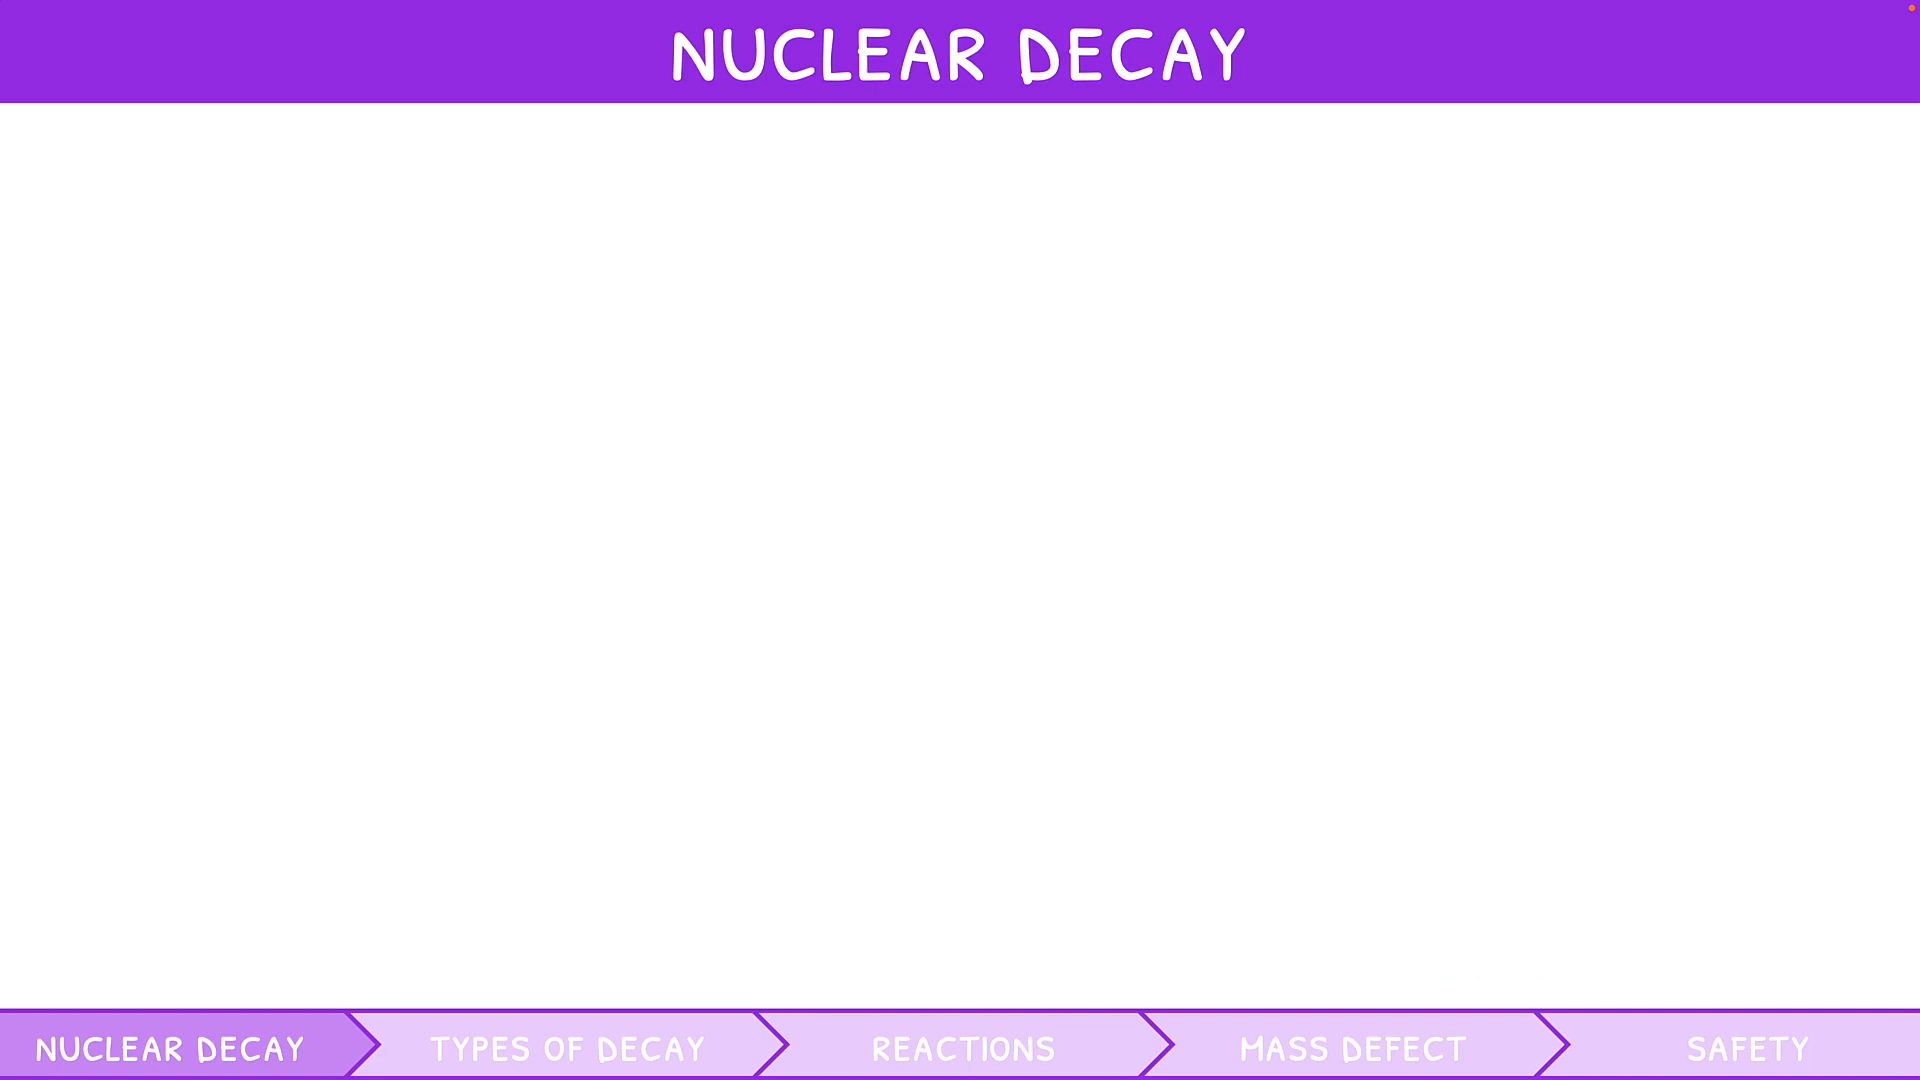 NUCLEAR DECAY
NUCLEAR DECAY
TYPES OF DECAY
REACTIONS
MASS DEFECT
SAFETY